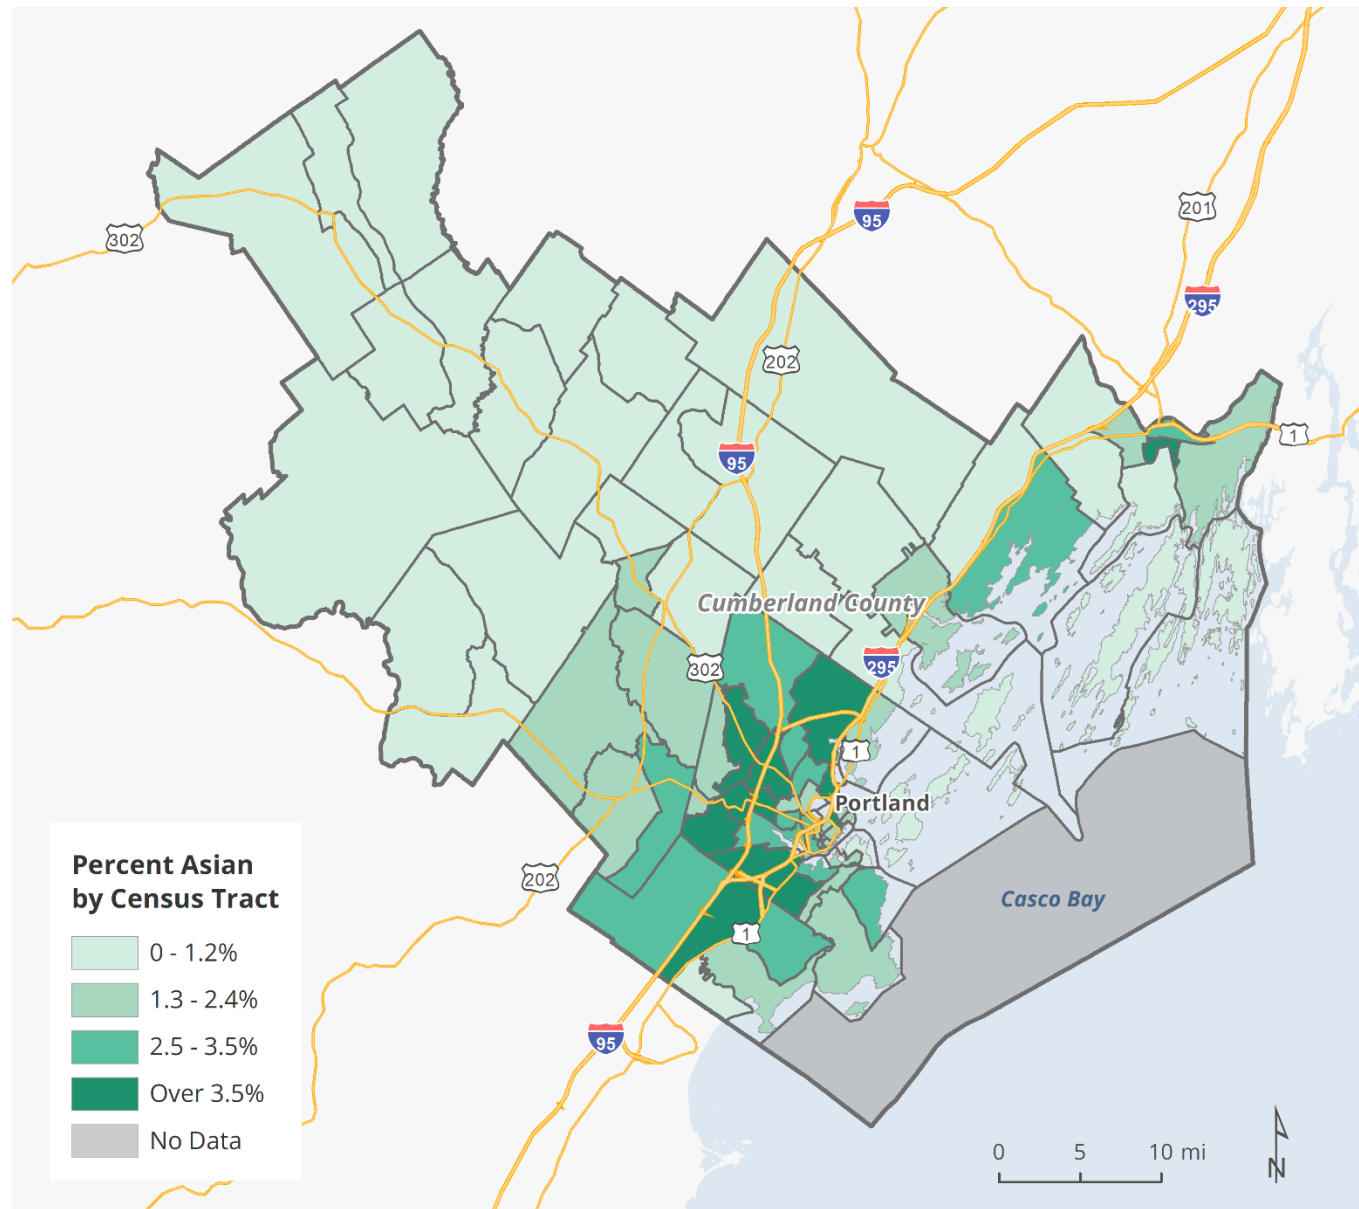 95
201
302
295
202
1
95
Cumberland County
302
295
1
Portland
Percent Asian
by Census Tract
0 - 1.2%
1.3 - 2.4%
2.5 - 3.5%
Over 3.5%
No Data
202
Casco Bay
1
95
0 5 10 mi
N